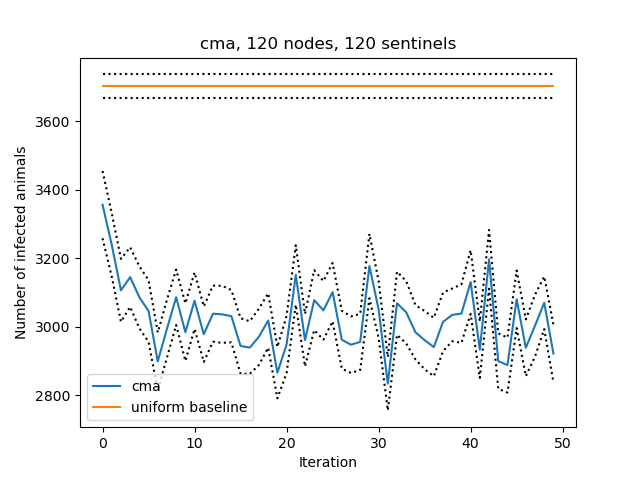 cma, 120 nodes, 120 sentinels
Number of infected animals
3600
3400
3200
3000
2800
cma
uniform baseline
0 10 20 30 40 50
Iteration